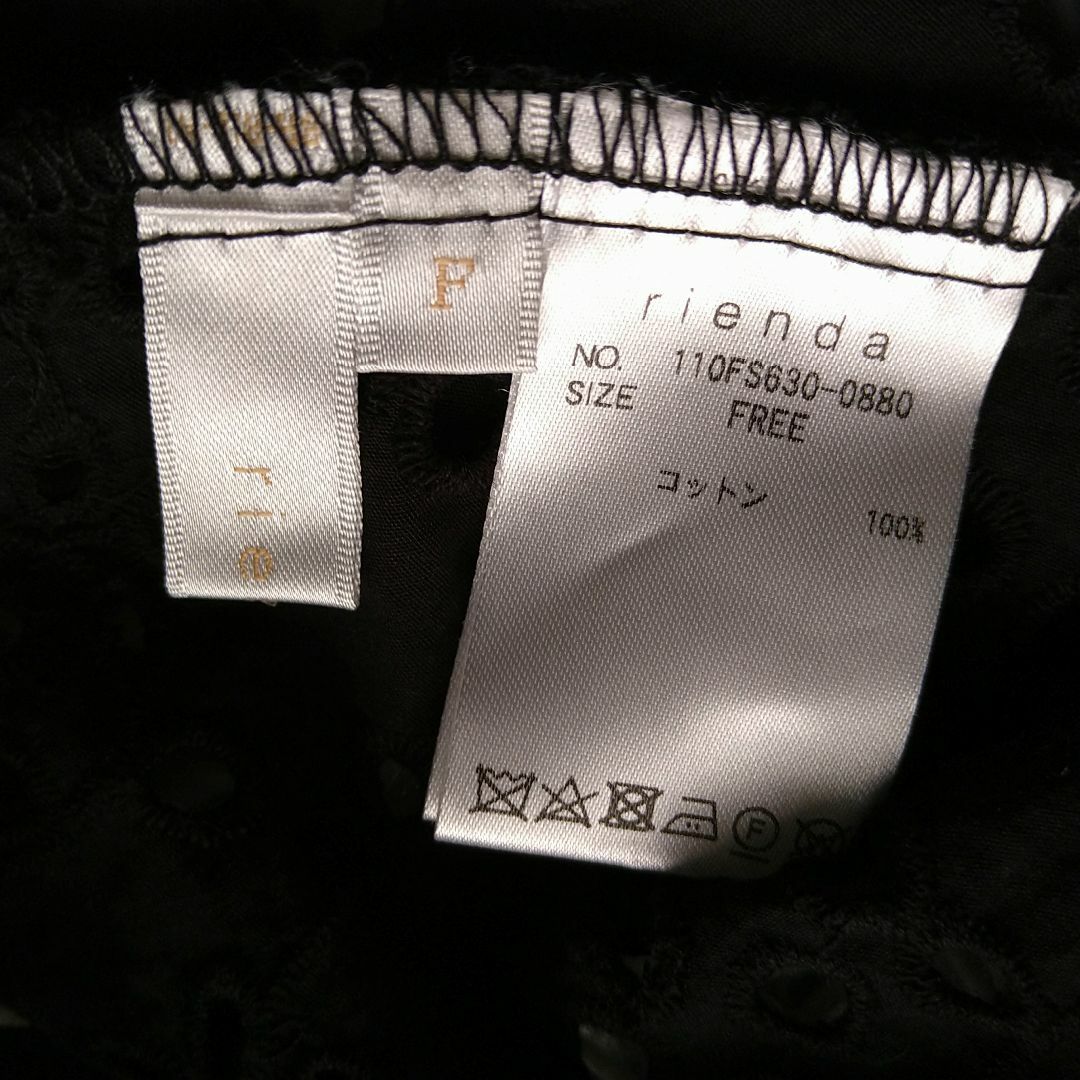 rie
F
rienda
NO. 110FS630-0880
SIZE FREE
コットン 100%
F